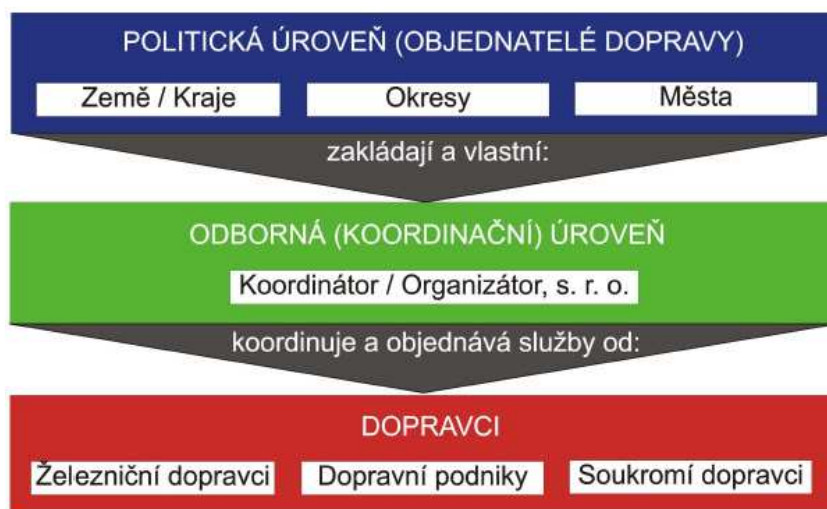 POLITICKÁ ÚROVEŇ (OBJEDNATELÉ DOPRAVY)
Země / Kraje Okresy Města
zakládají a vlastní:
ODBORNÁ (KOORDINAČNÍ) ÚROVEŇ
Koordinátor / Organizátor, s. r. o.
koordinuje a objednává služby od:
DOPRAVCI
Železniční dopravci Dopravní podniky Soukromí dopravci